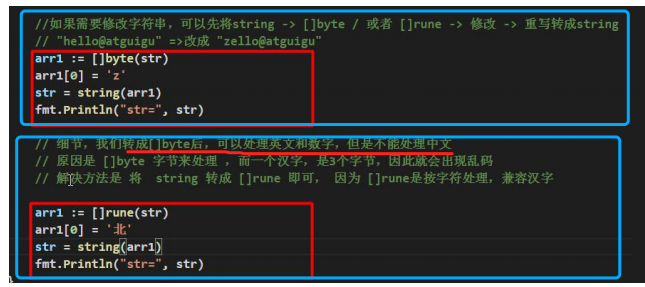 //如果需要修改字符串，可以先将string -> []byte / 或者 []rune -> 修改 -> 重写转成string
// "hello@atguigu" =>改成 "zello@atguigu"
arr1 := []byte(str)
arr1[0] = 'z'
str = string(arr1)
fmt.Println("str=", str)
// 细节，我们转成[]byte后，可以处理英文和数字，但是不能处理中文
// 原因是 []byte 字节来处理 ，而一个汉字，是3个字节，因此就会出现乱码
// 解决方法是 将  string 转成 []rune 即可， 因为 []rune是按字符处理，兼容汉字
arr1 := []rune(str)
arr1[0] = '北'
str = string(arr1)
fmt.Println("str=", str)